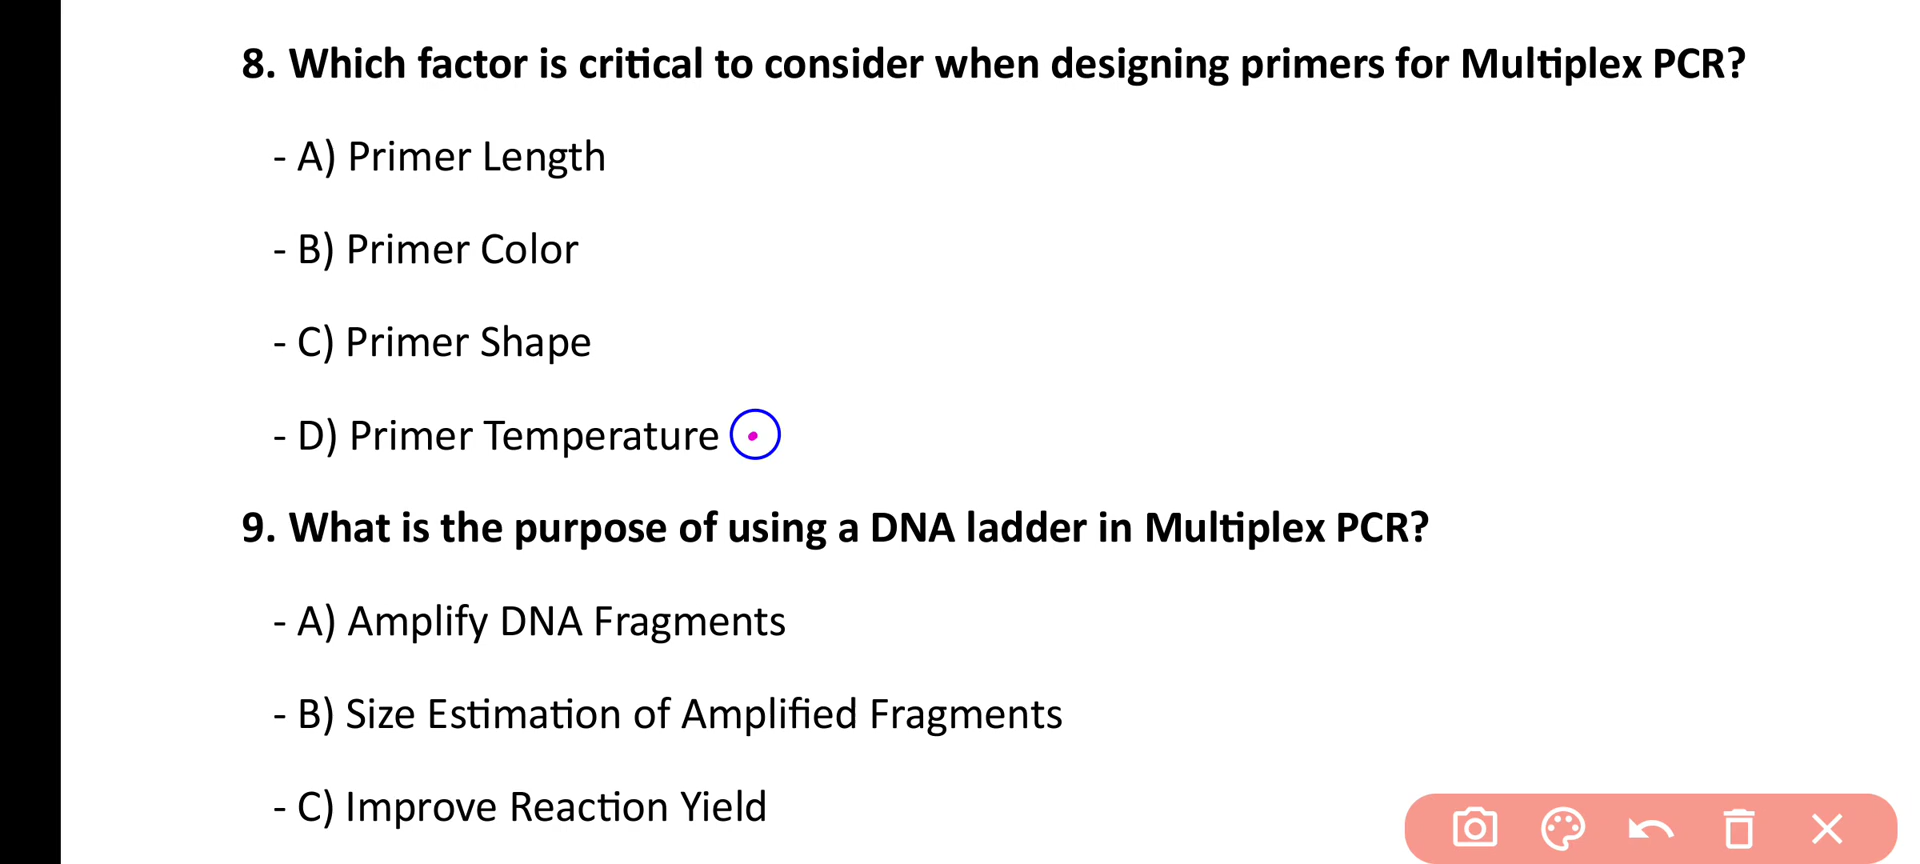 8. Which factor is critical to consider when designing primers for Multiplex PCR?
- A) Primer Length
- B) Primer Color
- C) Primer Shape
- D) Primer Temperature
9. What is the purpose of using a DNA ladder in Multiplex PCR?
- A) Amplify DNA Fragments
- B) Size Estimation of Amplified Fragments
- C) Improve Reaction Yield